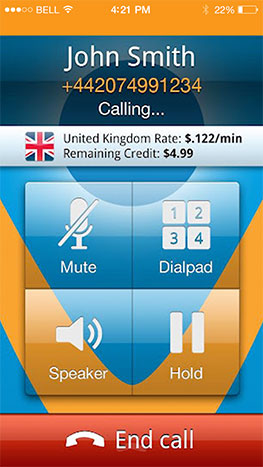 BELL 4:21 PM 22%
John Smith
+442074991234
Calling...
United Kingdom Rate: $.122/min
Remaining Credit: $4.99
1 2
3 4
Mute Dialpad
Speaker Hold
End call